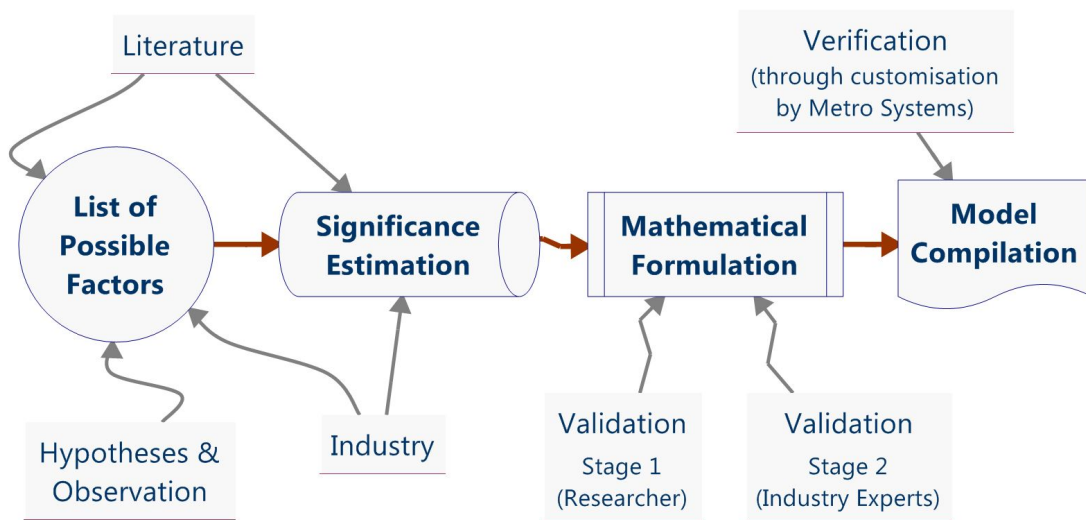 Literature
Verification
(through customisation
by Metro Systems)
List of
Possible
Factors
Significance
Estimation
Mathematical
Formulation
Model
Compilation
Hypotheses &
Observation
Industry
Validation
Stage 1
(Researcher)
Validation
Stage 2
(Industry Experts)